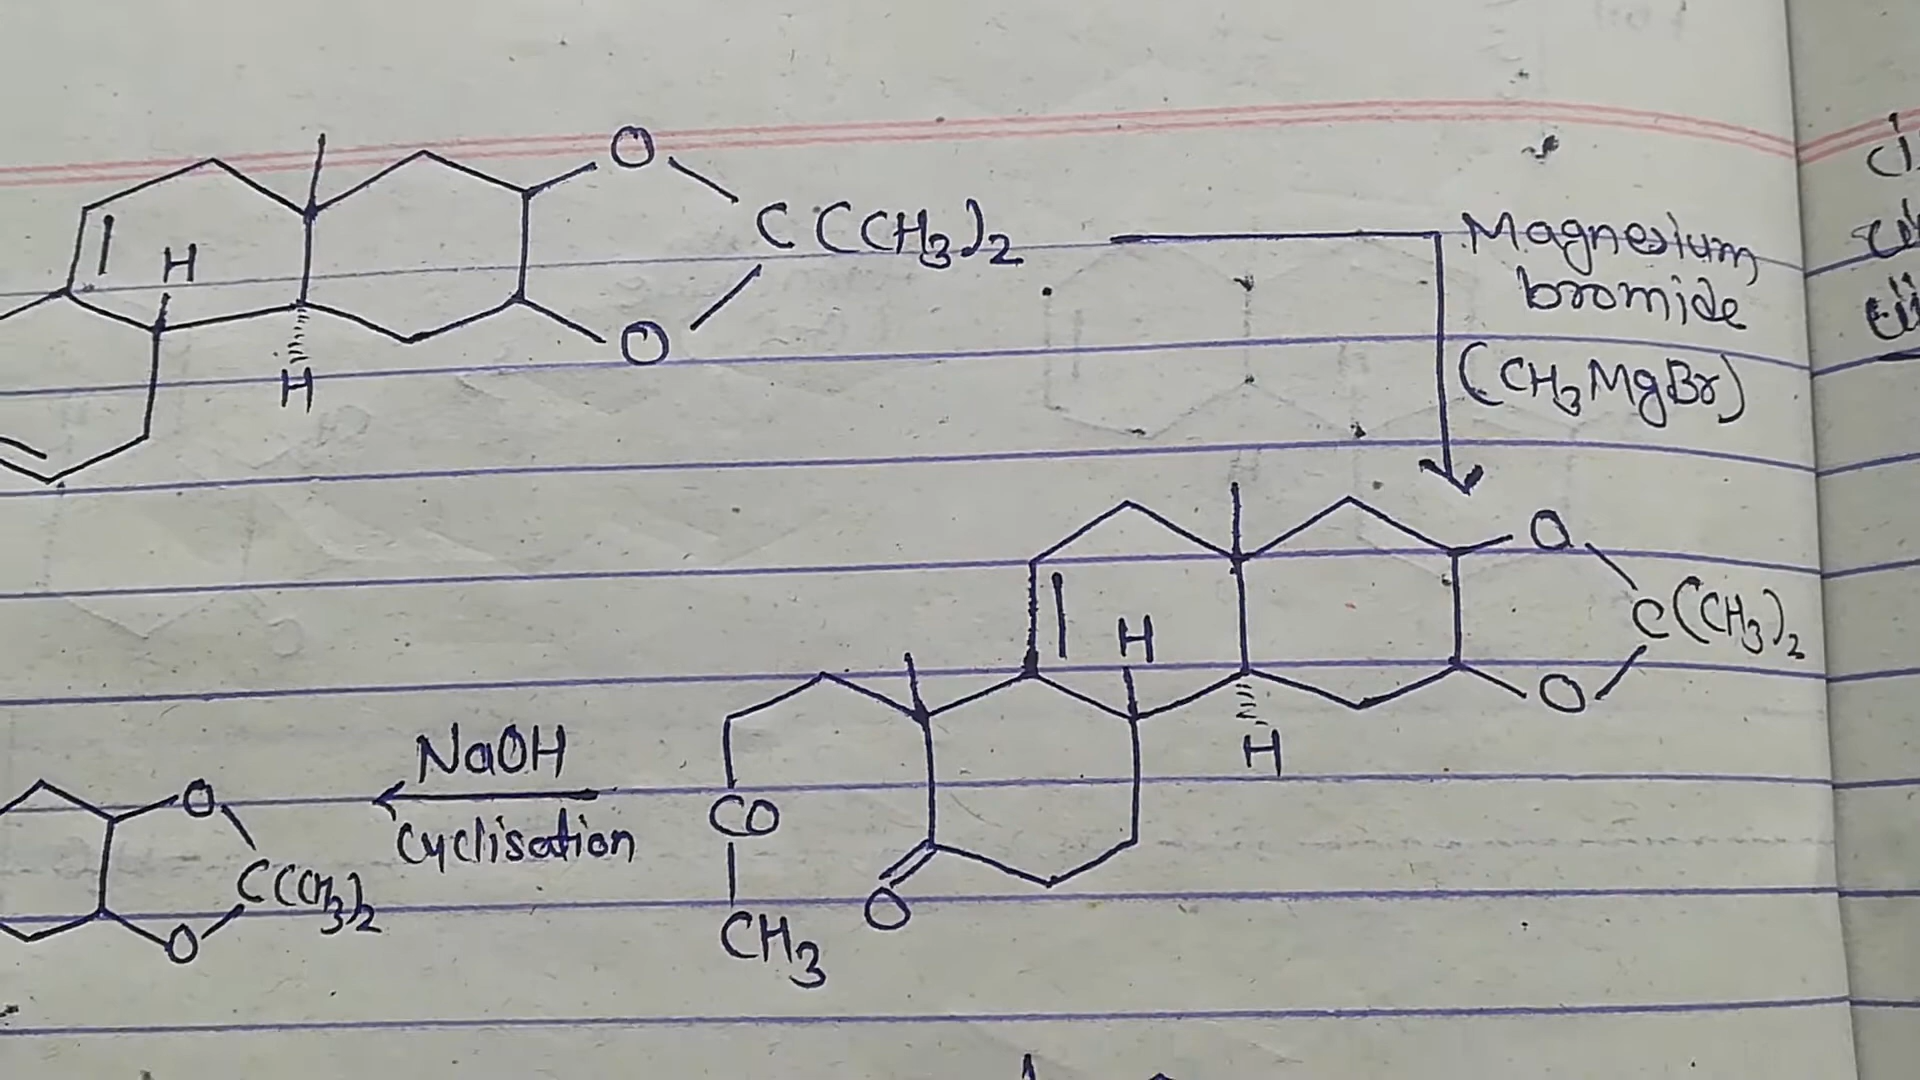 O
H
C(CH3)2
O
H
Magnesium
bromide
(CH3MgBr)
O
H
C(CH3)2
O
H
NaOH
cyclisation
CO
CH3
O
O
C(CH3)2
O